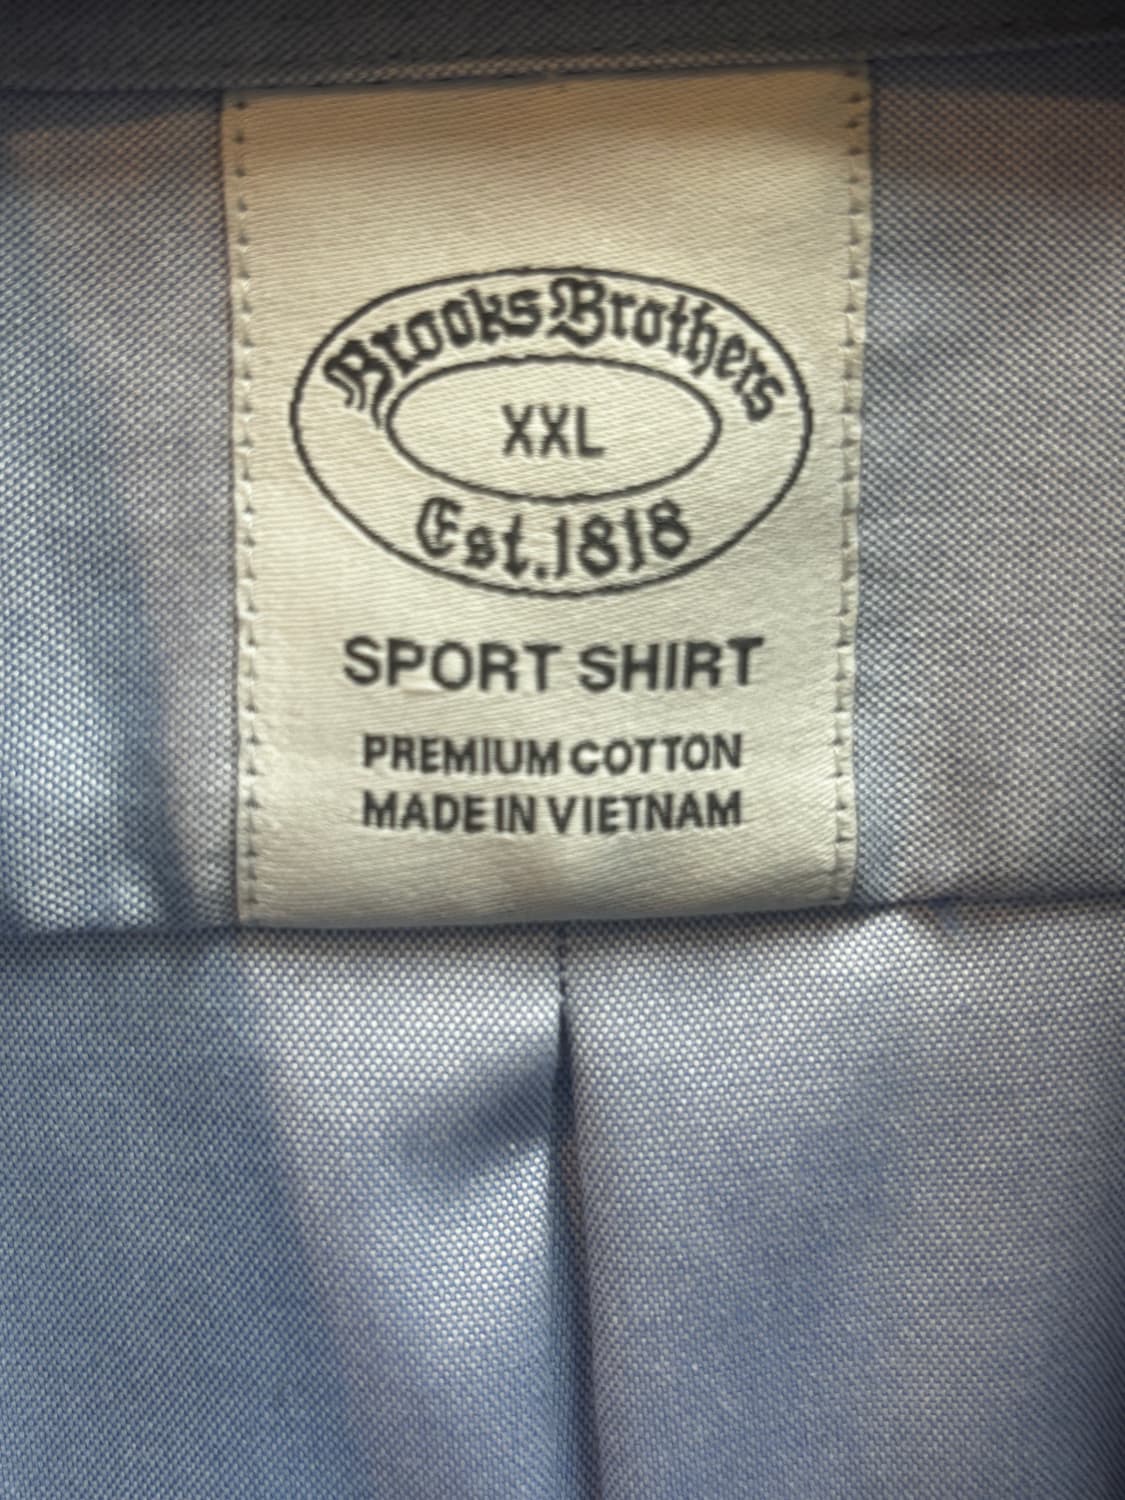 Brooks Brothers
XXL
Est. 1818
SPORT SHIRT
PREMIUM COTTON
MADE IN VIETNAM